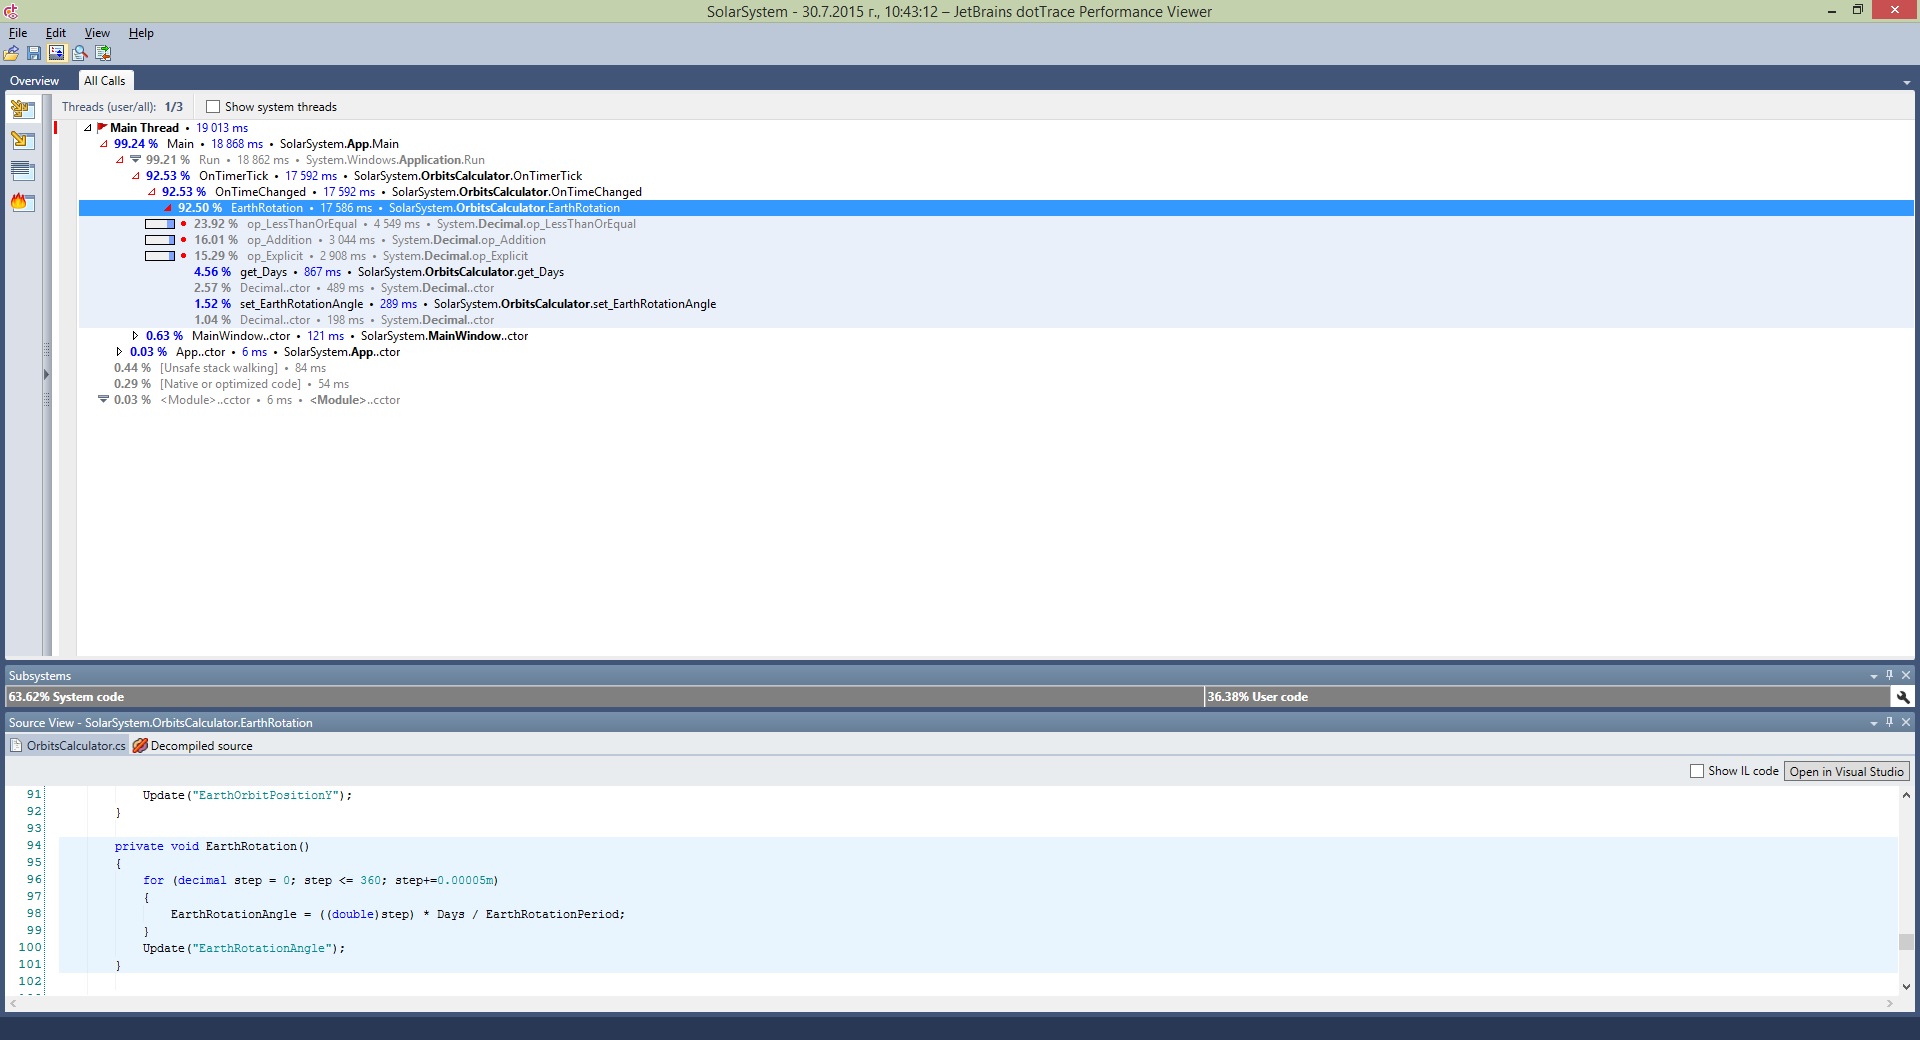 SolarSystem - 30.7.2015 г., 10:43:12 – JetBrains dotTrace Performance Viewer
File Edit View Help
Overview All Calls
Threads (user/all): 1/3 Show system threads
Main Thread • 19 013 ms
99.24 % Main • 18 868 ms • SolarSystem.App.Main
99.21 % Run • 18 862 ms • System.Windows.Application.Run
92.53 % OnTimerTick • 17 592 ms • SolarSystem.OrbitsCalculator.OnTimerTick
92.53 % OnTimeChanged • 17 592 ms • SolarSystem.OrbitsCalculator.OnTimeChanged
92.50 % EarthRotation • 17 586 ms • SolarSystem.OrbitsCalculator.EarthRotation
23.92 % op_LessThanOrEqual • 4 549 ms • System.Decimal.op_LessThanOrEqual
16.01 % op_Addition • 3 044 ms • System.Decimal.op_Addition
15.29 % op_Explicit • 2 908 ms • System.Decimal.op_Explicit
4.56 % get_Days • 867 ms • SolarSystem.OrbitsCalculator.get_Days
2.57 % Decimal..ctor • 489 ms • System.Decimal..ctor
1.52 % set_EarthRotationAngle • 289 ms • SolarSystem.OrbitsCalculator.set_EarthRotationAngle
1.04 % Decimal..ctor • 198 ms • System.Decimal..ctor
0.63 % MainWindow..ctor • 121 ms • SolarSystem.MainWindow..ctor
0.03 % App..ctor • 6 ms • SolarSystem.App..ctor
0.44 % [Unsafe stack walking] • 84 ms
0.29 % [Native or optimized code] • 54 ms
0.03 % <Module>..cctor • 6 ms • <Module>..cctor
Subsystems
63.62% System code 36.38% User code
Source View - SolarSystem.OrbitsCalculator.EarthRotation
OrbitsCalculator.cs Decompiled source
Show IL code Open in Visual Studio
91 Update("EarthOrbitPositionY");
92 }
93
94 private void EarthRotation()
95 {
96 for (decimal step = 0; step <= 360; step+=0.00005m)
97 {
98 EarthRotationAngle = ((double)step) * Days / EarthRotationPeriod;
99 }
100 Update("EarthRotationAngle");
101 }
102